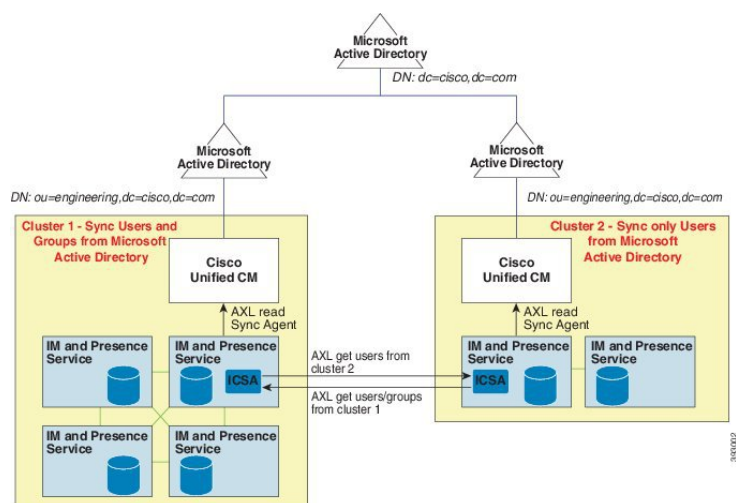 Microsoft
Active Directory
DN: dc=cisco,dc=com
Microsoft
Active Directory
Microsoft
Active Directory
DN: ou=engineering,dc=cisco,dc=com
DN: ou=engineering,dc=cisco,dc=com
Cluster 1 - Sync Users and
Groups from Microsoft
Active Directory
Cisco
Unified CM
AXL read
Sync Agent
IM and Presence
Service
IM and Presence
Service
ICSA
IM and Presence
Service
IM and Presence
Service
AXL get users from
cluster 2
AXL get users/groups
from cluster 1
Cluster 2 - Sync only Users
from Microsoft
Active Directory
Cisco
Unified CM
AXL read
Sync Agent
IM and Presence
Service
ICSA
IM and Presence
Service
393002